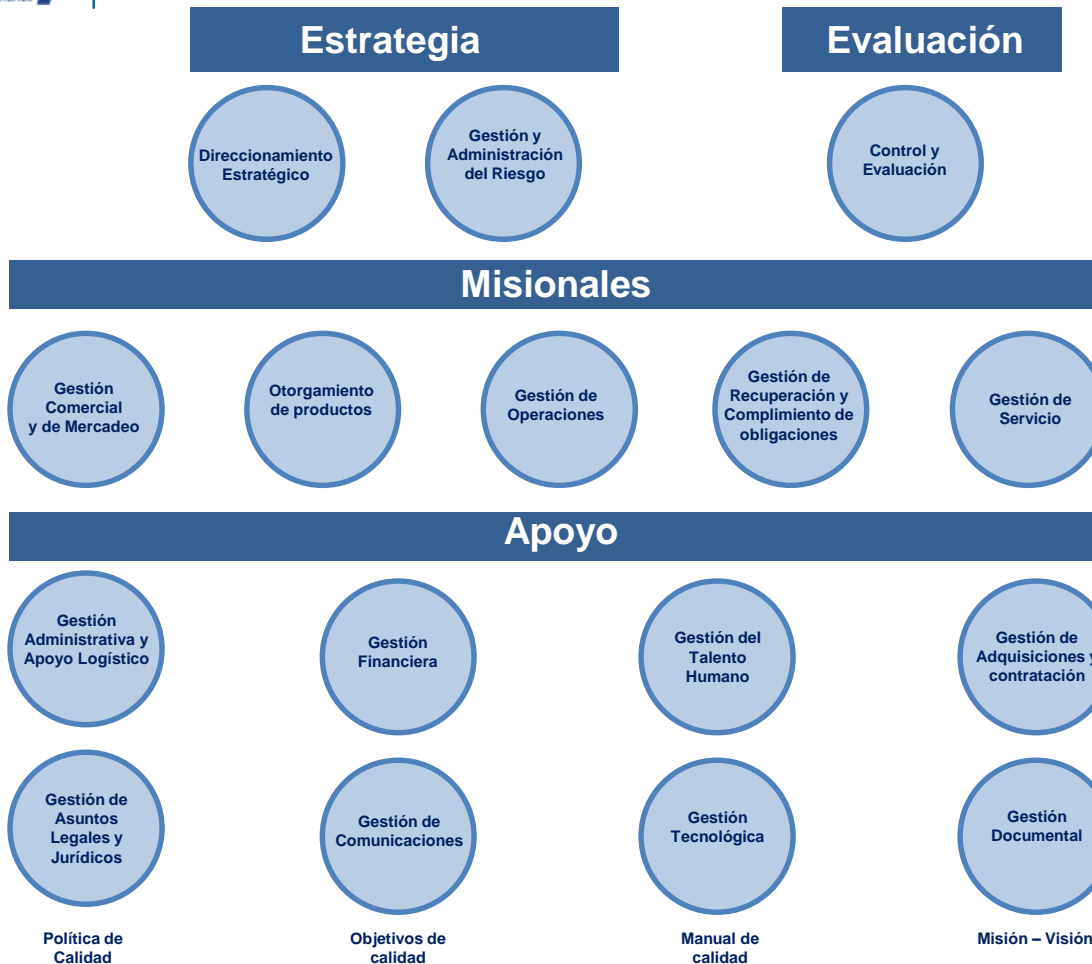 Estrategia
Evaluación
Direccionamiento
Estratégico
Gestión y
Administración
del Riesgo
Control y
Evaluación
Misionales
Gestión
Comercial
y de Mercadeo
Otorgamiento
de productos
Gestión de
Operaciones
Gestión de
Recuperación y
Complimiento de
obligaciones
Gestión de
Servicio
Apoyo
Gestión
Administrativa y
Apoyo Logístico
Gestión
Financiera
Gestión del
Talento
Humano
Gestión de
Adquisiciones y
contratación
Gestión de
Asuntos
Legales y
Jurídicos
Gestión de
Comunicaciones
Gestión
Tecnológica
Gestión
Documental
Política de
Calidad
Objetivos de
calidad
Manual de
calidad
Misión – Visión